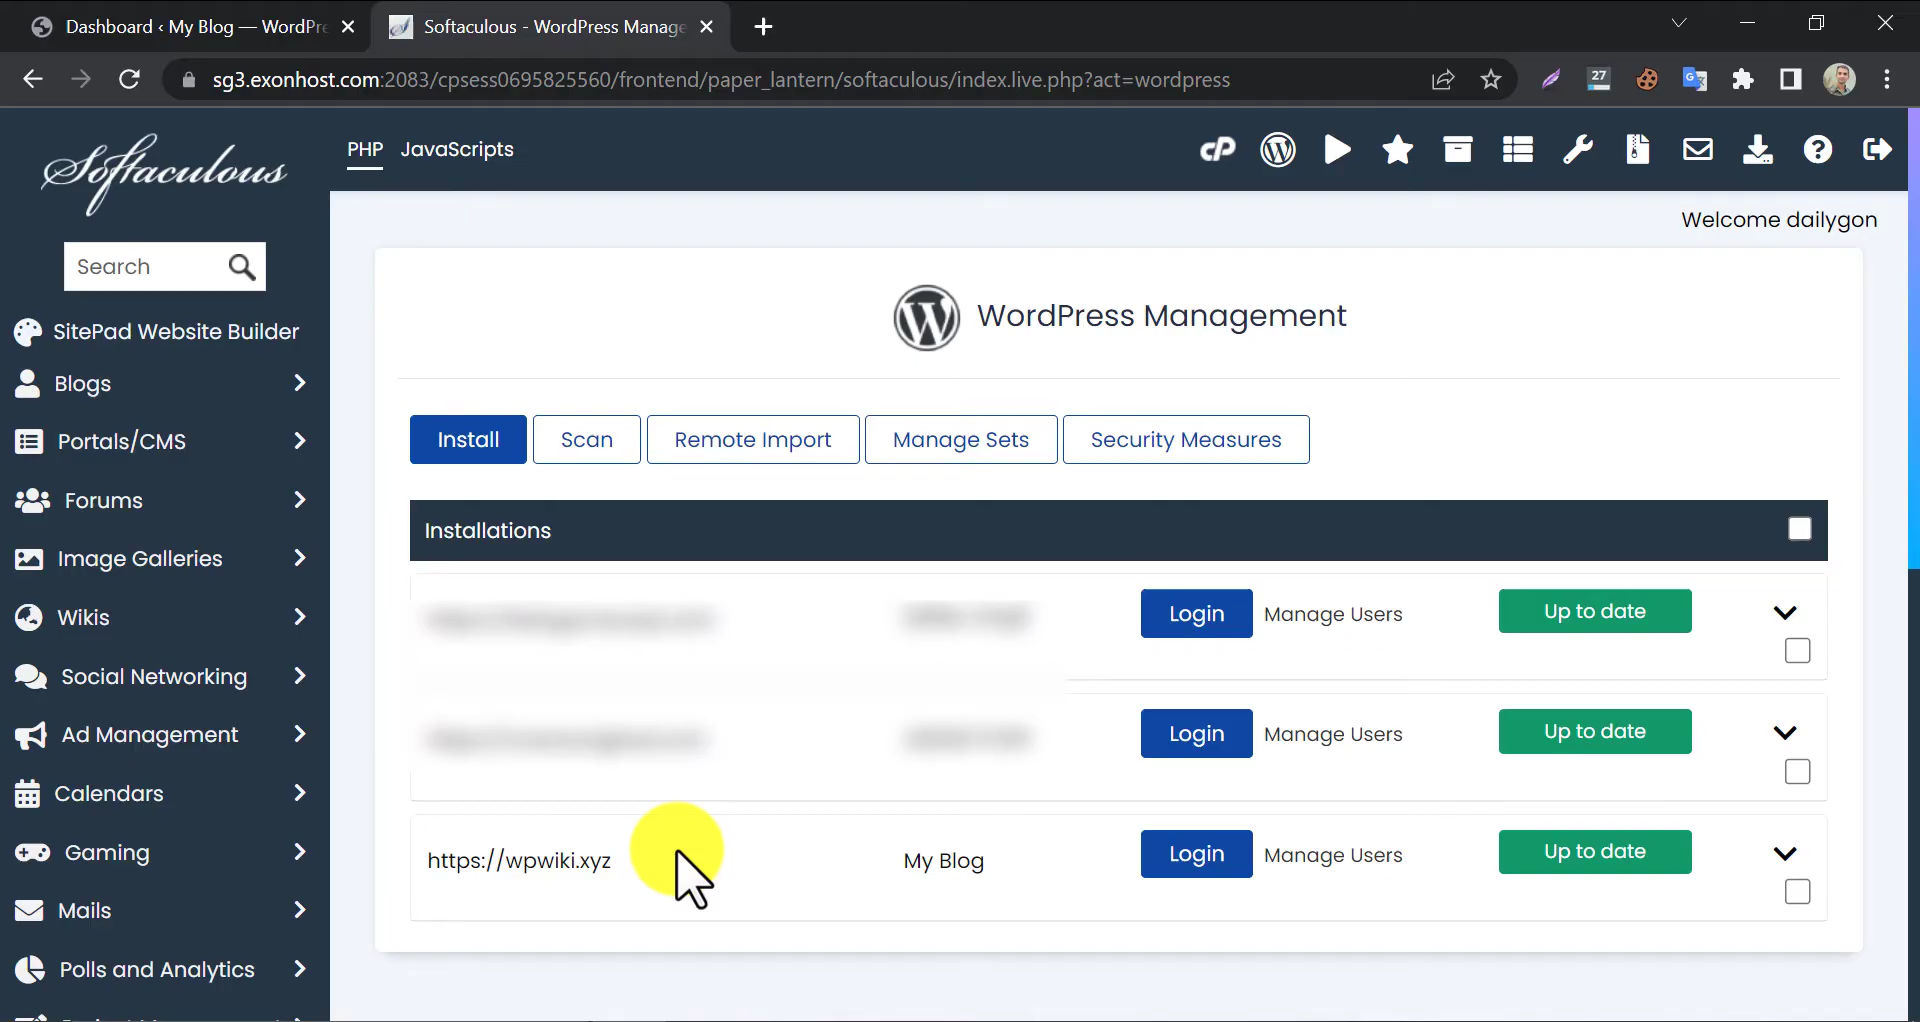 Dashboard ‹ My Blog — WordPre
Softaculous - WordPress Manage
sg3.exonhost.com:2083/cpsess0695825560/frontend/paper_lantern/softaculous/index.live.php?act=wordpress
27
Softaculous
PHP JavaScripts
cP
Welcome dailygon
Search
WordPress Management
SitePad Website Builder
Blogs
Portals/CMS
Forums
Image Galleries
Wikis
Social Networking
Ad Management
Calendars
Gaming
Mails
Polls and Analytics
Install Scan Remote Import Manage Sets Security Measures
Installations
Login Manage Users Up to date
Login Manage Users Up to date
https://wpwiki.xyz My Blog Login Manage Users Up to date